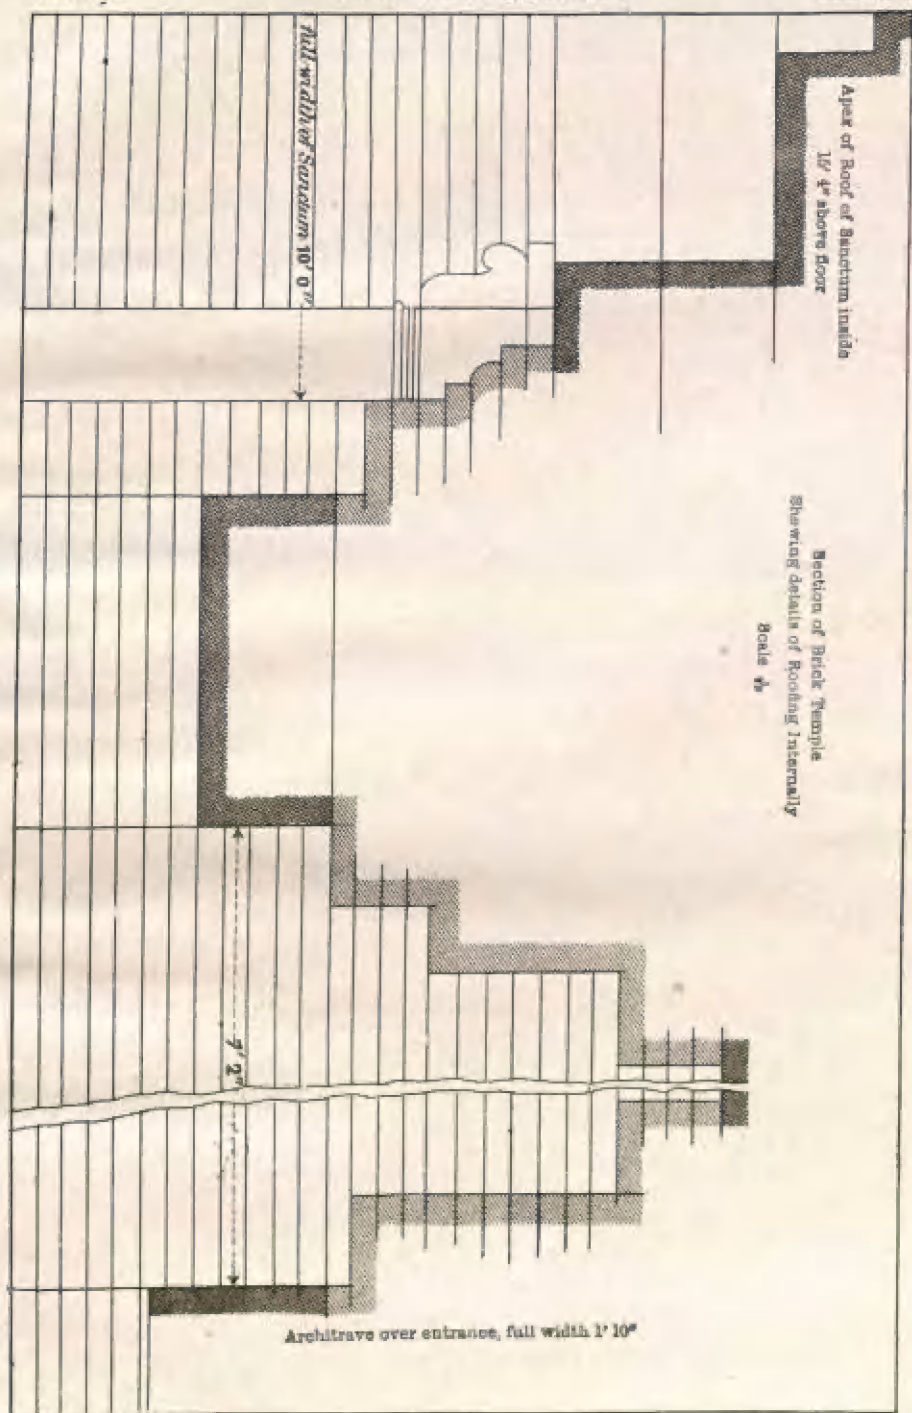 Apex of Roof of Sanctum inside
15' 4" above floor
full width of Sanctum 10' 0"
Section of Brick Temple
Shewing details of Roofing Internally
Scale
7' 2"
Architrave over entrance, full width 1' 10"